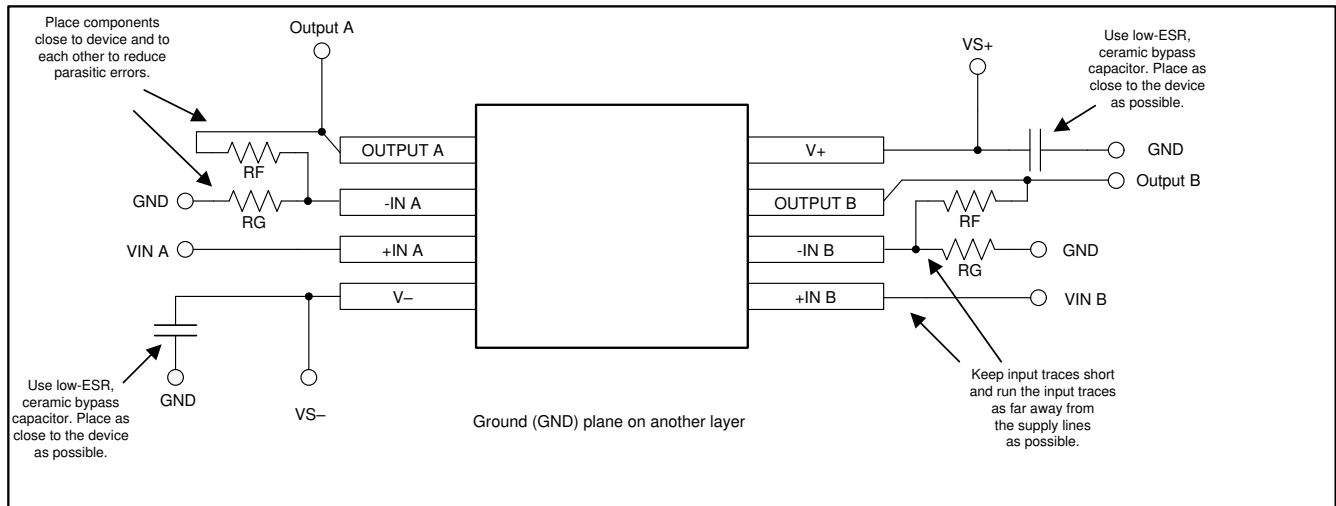 Place components
close to device and to
each other to reduce
parasitic errors.
Output A
VS+
Use low-ESR,
ceramic bypass
capacitor. Place as
close to the device
as possible.
OUTPUT A
V+
GND
RF
Output B
GND
RG
-IN A
OUTPUT B
RF
VIN A
+IN A
-IN B
RG
GND
V–
+IN B
VIN B
Use low-ESR,
ceramic bypass
capacitor. Place as
close to the device
as possible.
GND
VS–
Ground (GND) plane on another layer
Keep input traces short
and run the input traces
as far away from
the supply lines
as possible.